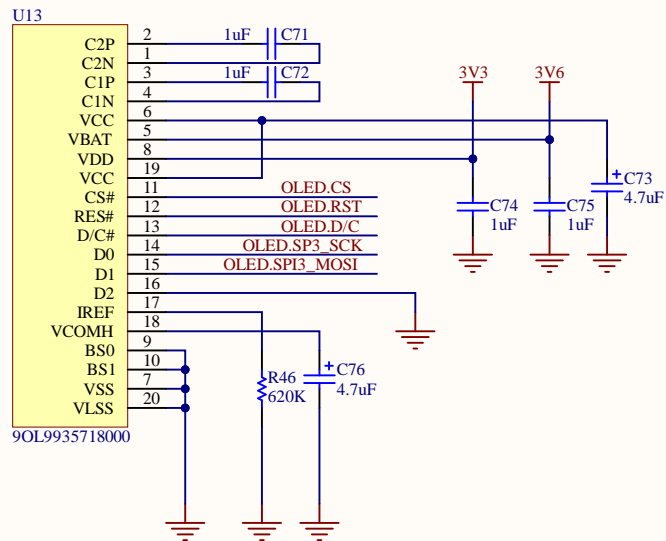 U13
C2P 2 1uF C71
C2N 1
C1P 3 1uF C72
C1N 4
VCC 6
VBAT 5
VDD 8
VCC 19
CS# 11 OLED.CS
RES# 12 OLED.RST
D/C# 13 OLED.D/C
D0 14 OLED.SP3_SCK
D1 15 OLED.SPI3_MOSI
D2 16
IREF 17
VCOMH 18
BS0 9
BS1 10
VSS 7
VLSS 20
9OL9935718000
3V3
3V6
+ C73
4.7uF
C74
1uF
C75
1uF
R46
620K
+ C76
4.7uF